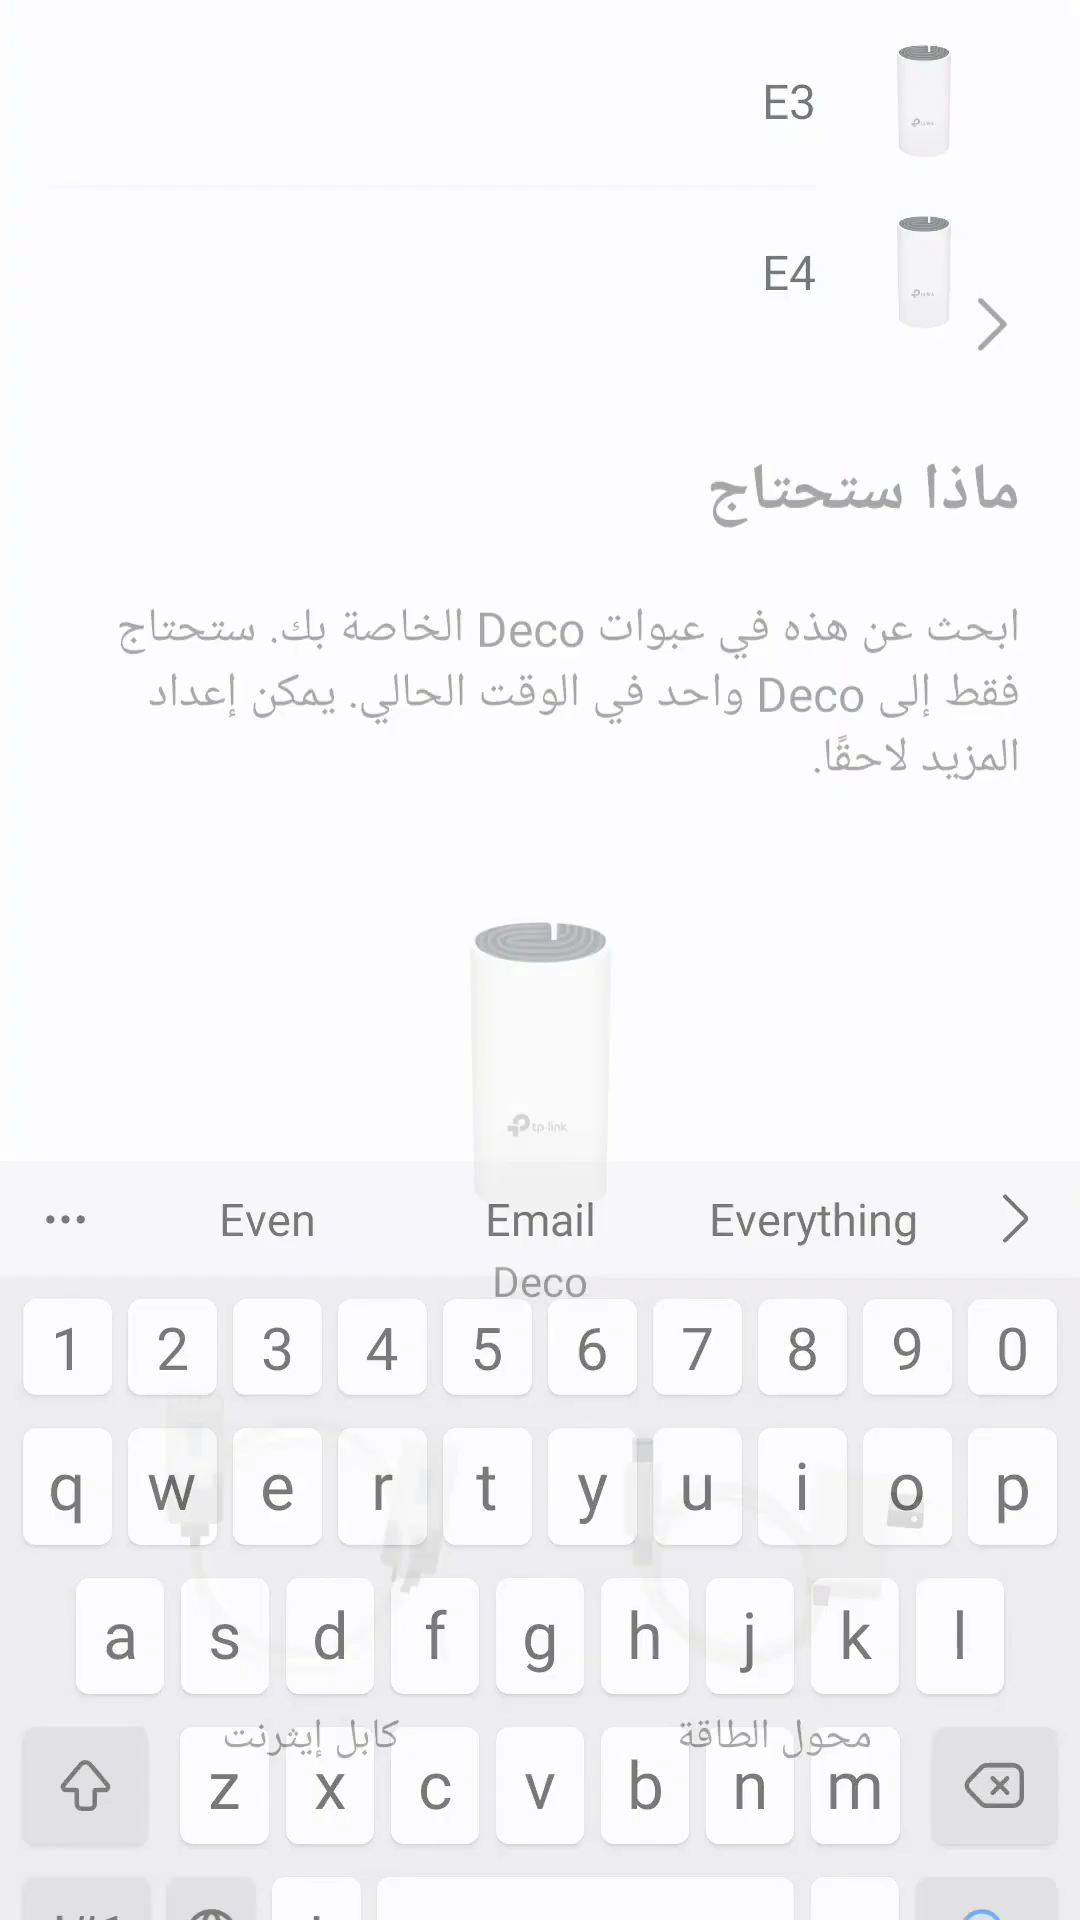 E3
E4
ماذا ستحتاج
ابحث عن هذه في عبوات Deco الخاصة بك. ستحتاج
فقط إلى Deco واحد في الوقت الحالي. يمكن إعداد
المزيد لاحقًا.
tp-link
Even Email Everything
Deco
1 2 3 4 5 6 7 8 9 0
q w e r t y u i o p
a s d f g h j k l
محول الطاقة كابل إيثرنت
z x c v b n m